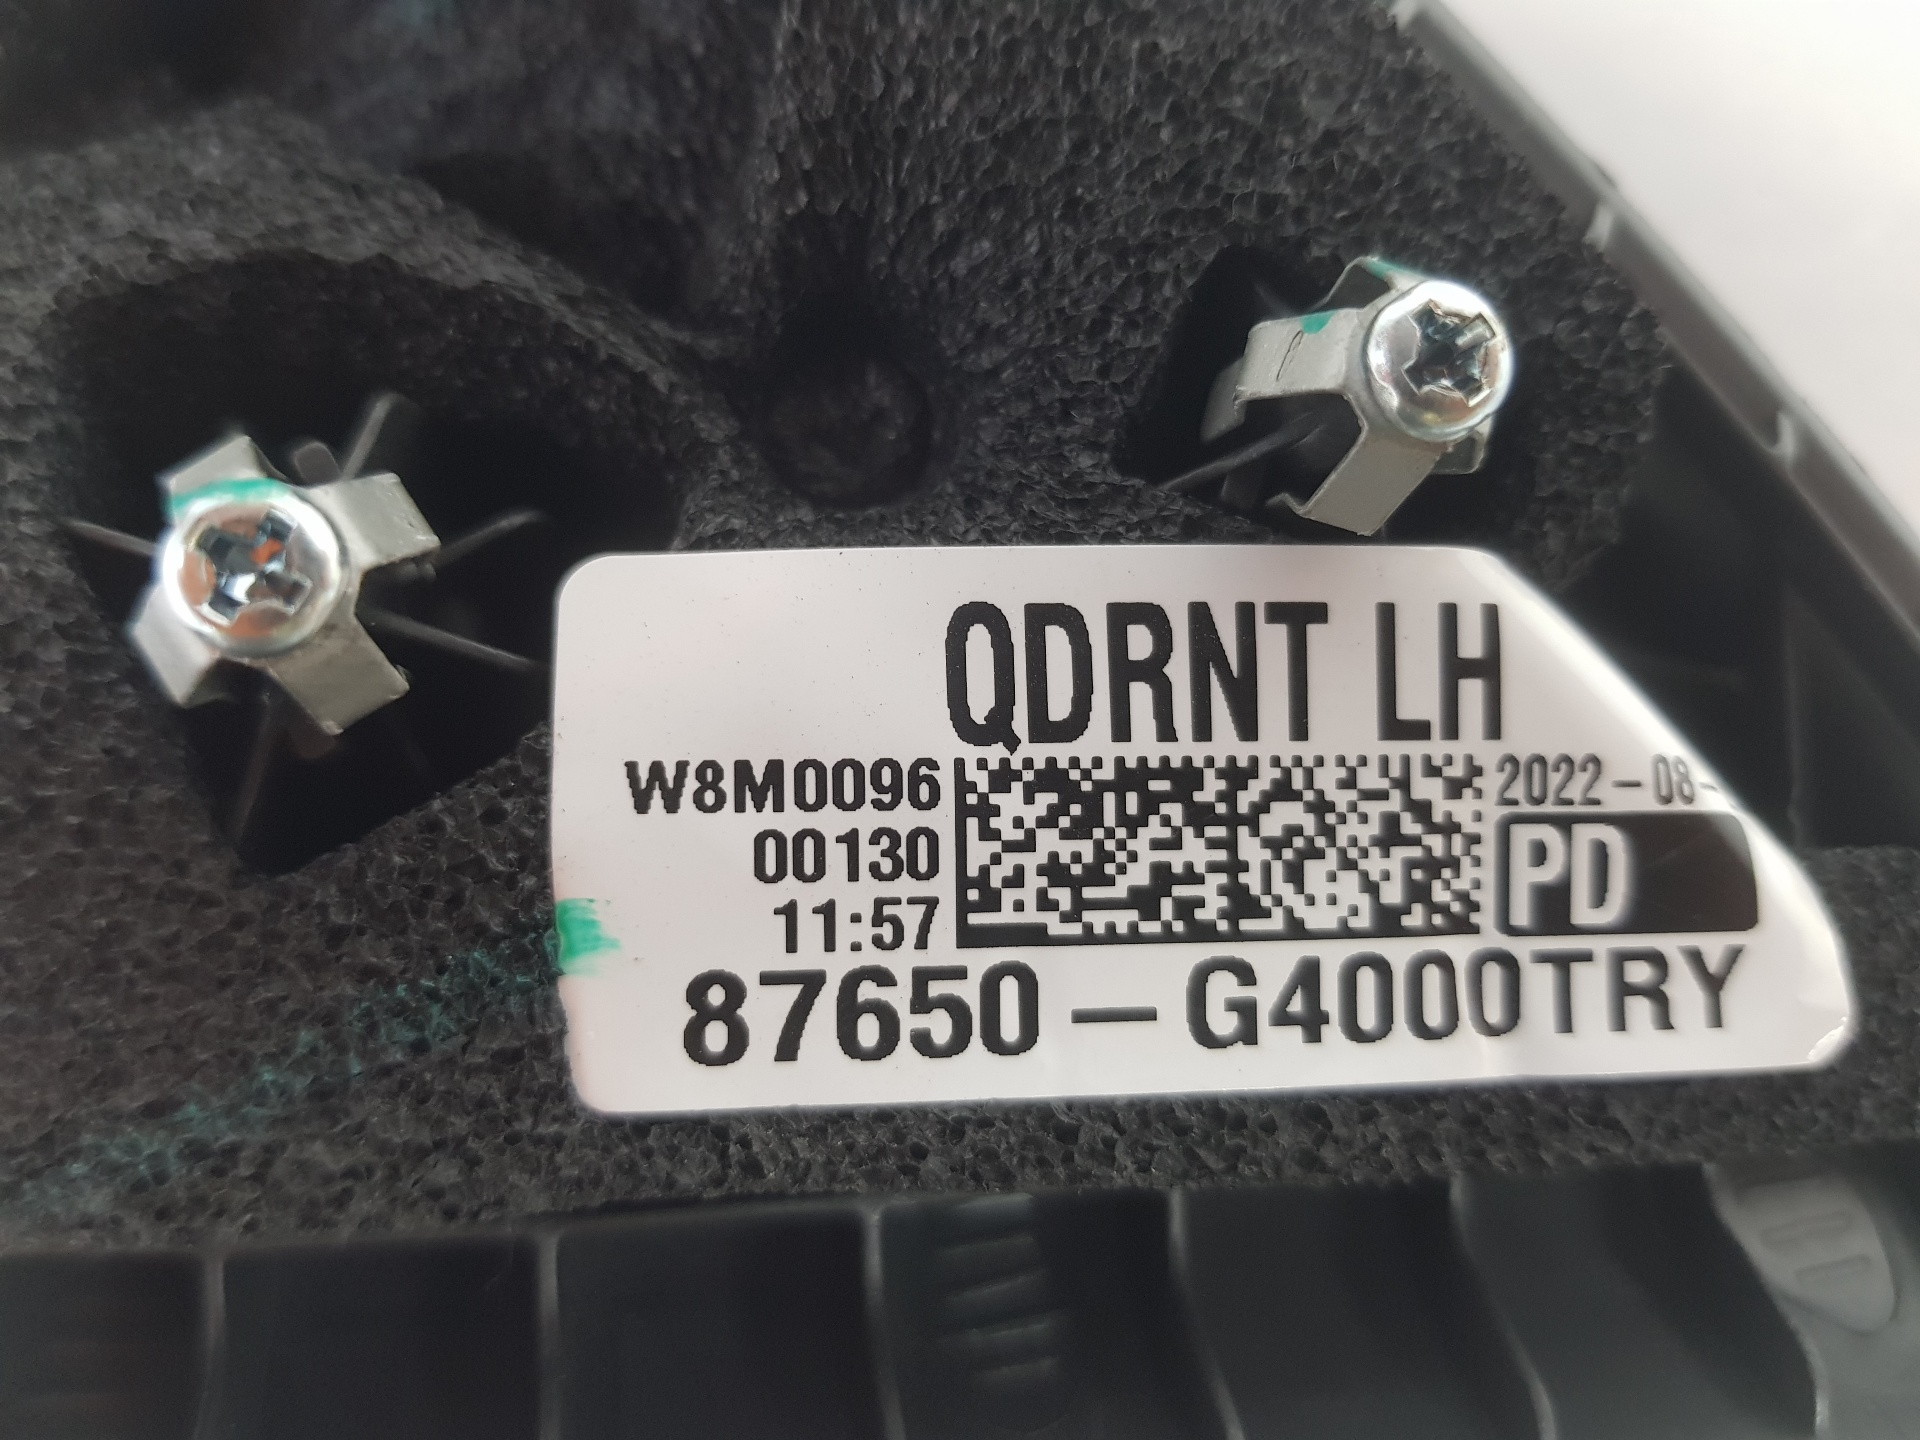 QDRNT LH
W8M0096
00130
11:57
2022-08-
PD
87650-G4000TRY